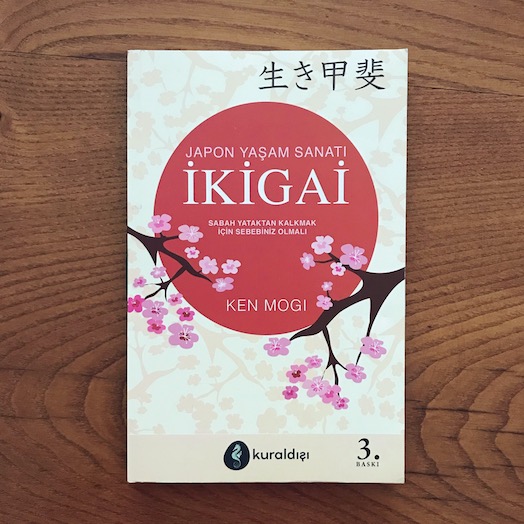 生き甲斐
JAPON YAŞAM SANATI
İKİGAİ
SABAH YATAKTAN KALKMAK
İÇİN SEBEBİNİZ OLMALI
KEN MOGI
kuraldışı
3.
BASKI